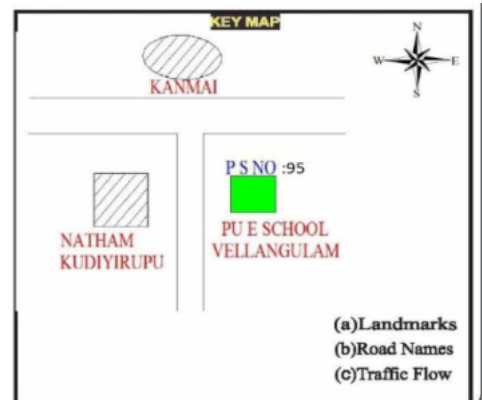 KEY MAP
N
W
E
S
KANMAI
P S NO :95
NATHAM
KUDIYIRUPU
PU E SCHOOL
VELLANGULAM
(a)Landmarks
(b)Road Names
(c)Traffic Flow